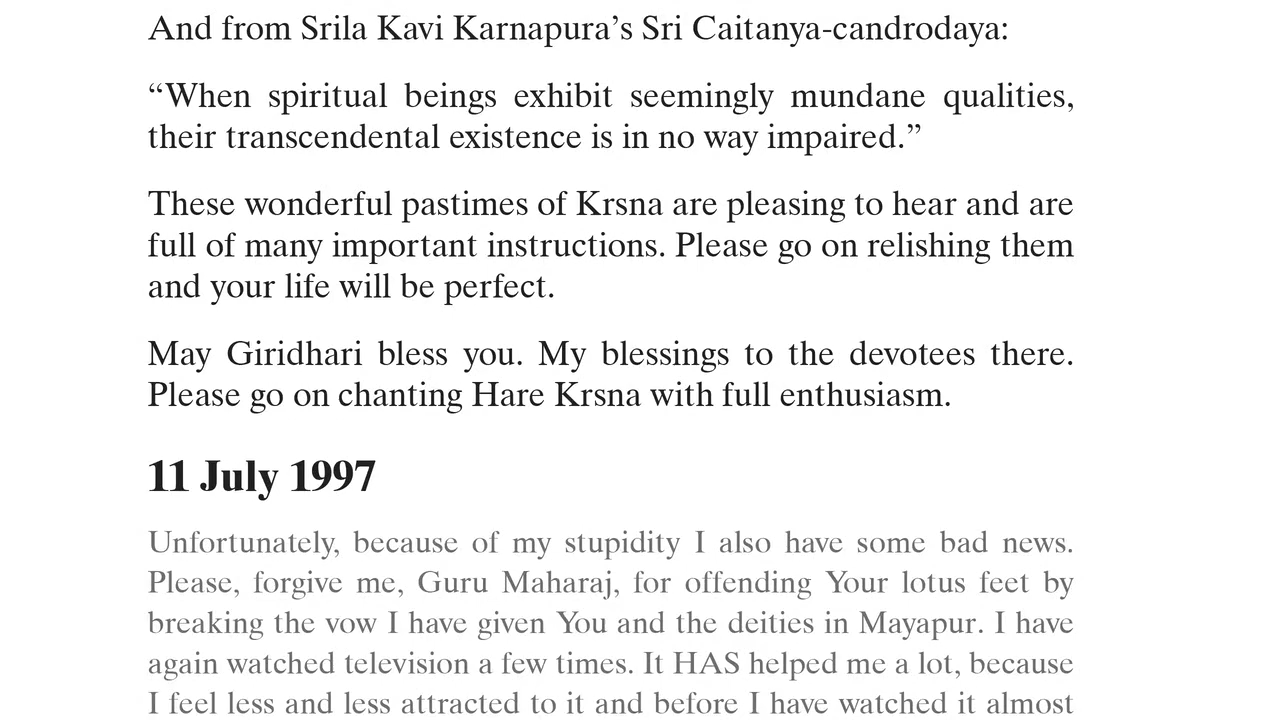 And from Srila Kavi Karnapura’s Sri Caitanya-candrodaya:
“When spiritual beings exhibit seemingly mundane qualities,
their transcendental existence is in no way impaired.”
These wonderful pastimes of Krsna are pleasing to hear and are
full of many important instructions. Please go on relishing them
and your life will be perfect.
May Giridhari bless you. My blessings to the devotees there.
Please go on chanting Hare Krsna with full enthusiasm.
11 July 1997
Unfortunately, because of my stupidity I also have some bad news.
Please, forgive me, Guru Maharaj, for offending Your lotus feet by
breaking the vow I have given You and the deities in Mayapur. I have
again watched television a few times. It HAS helped me a lot, because
I feel less and less attracted to it and before I have watched it almost